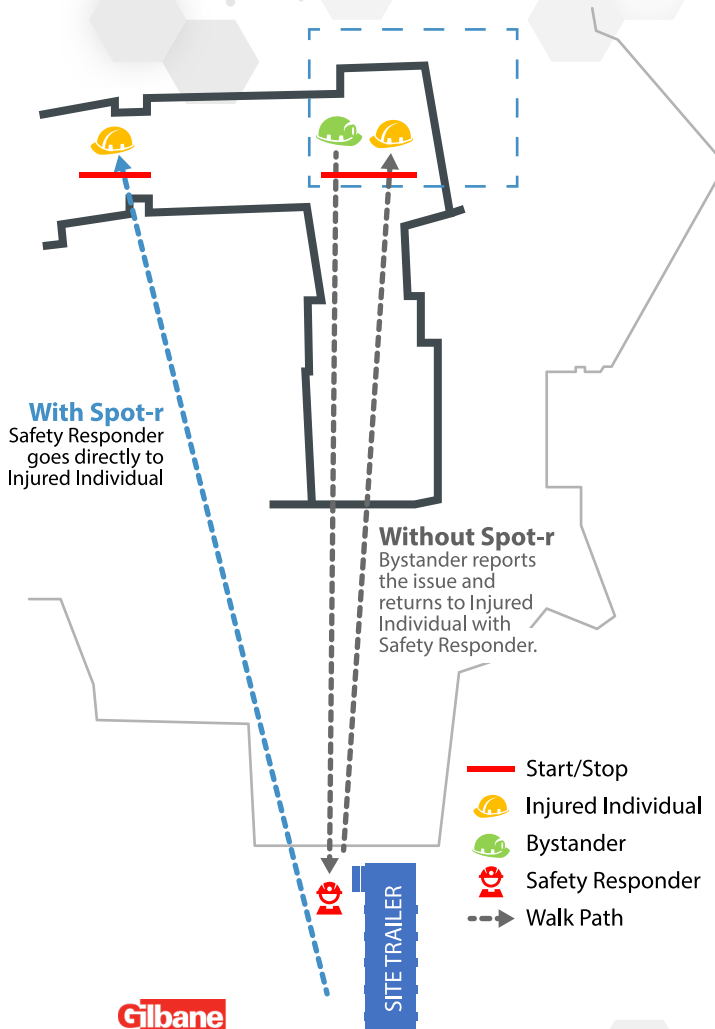 With Spot-r
Safety Responder
goes directly to
Injured Individual
Without Spot-r
Bystander reports
the issue and
returns to Injured
Individual with
Safety Responder.
Start/Stop
Injured Individual
Bystander
Safety Responder
Walk Path
SITE TRAILER
Gilbane